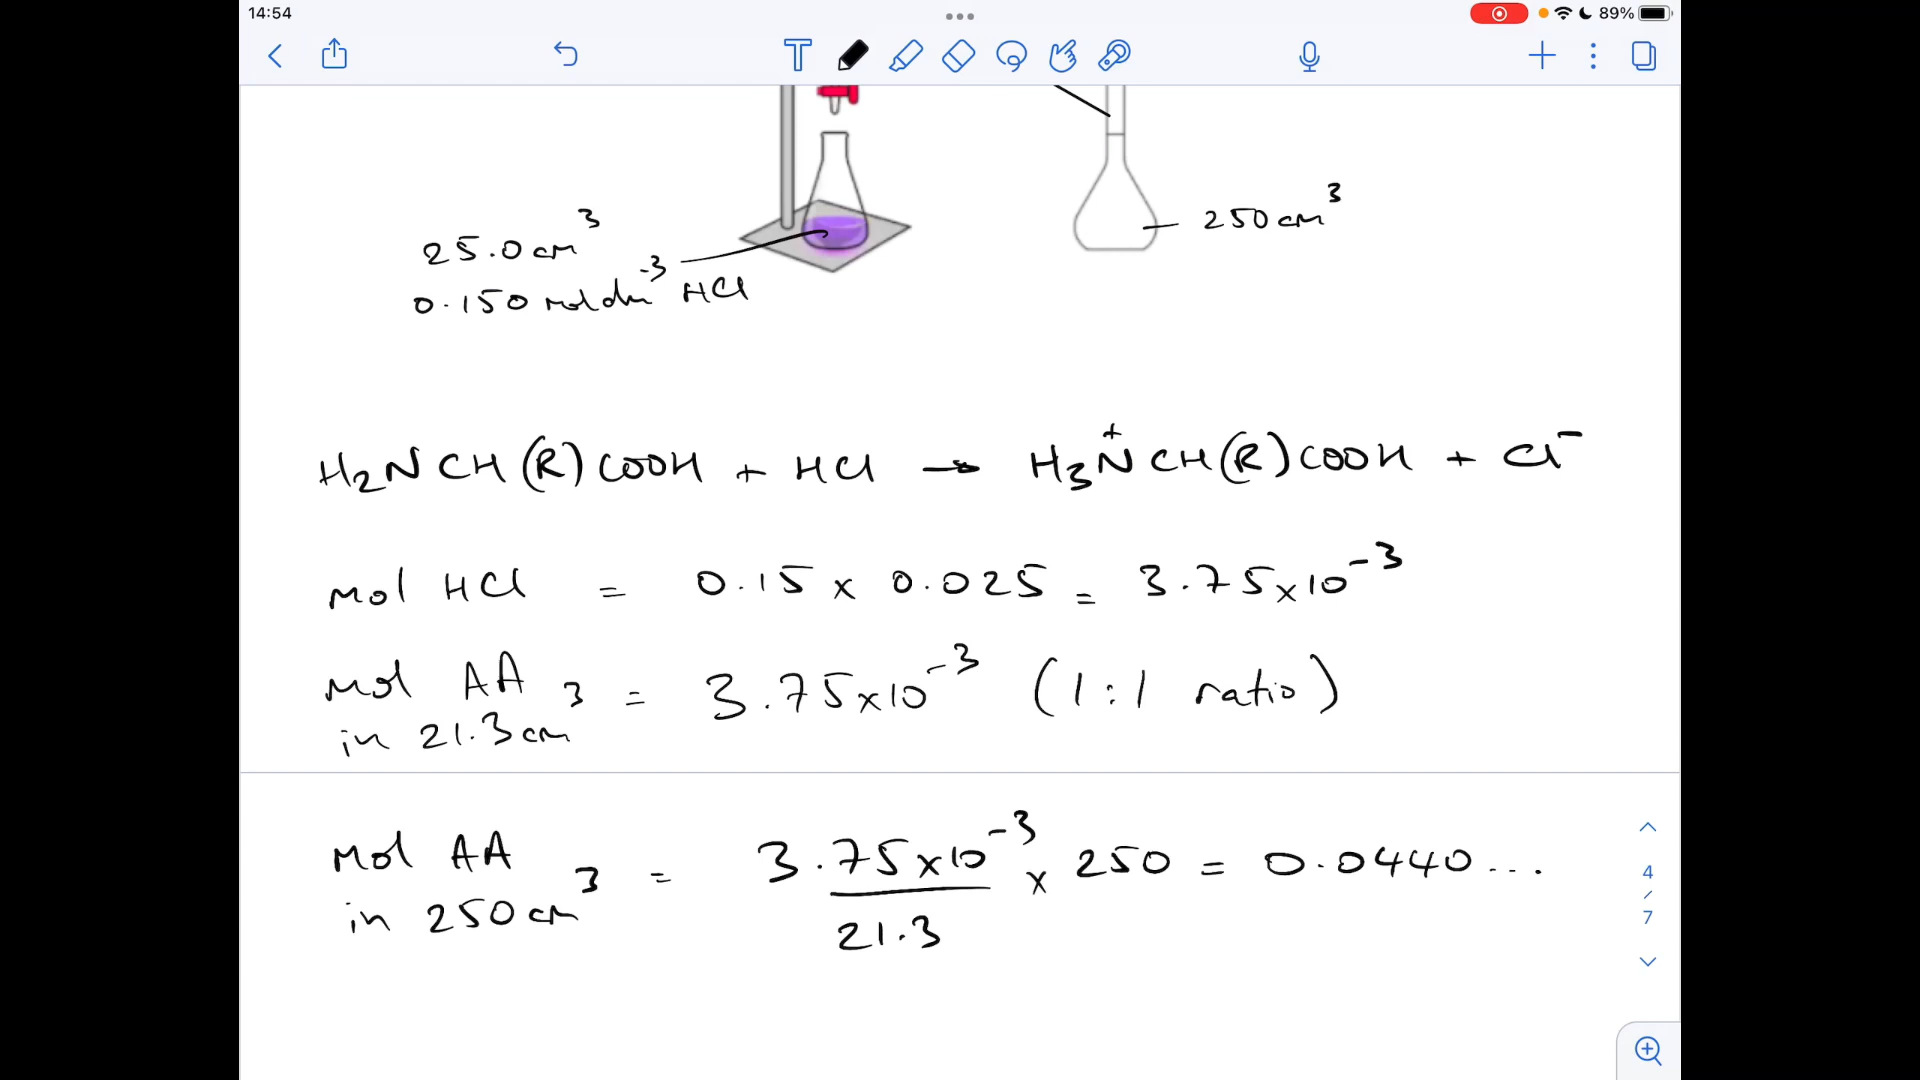 14:54
89%
T
25.0 cm³
0.150 mol dm⁻³ HCl
250 cm³
H₂NCH(R)COOH + HCl → H₃N⁺CH(R)COOH + Cl⁻
mol HCl = 0.15 x 0.025 = 3.75x10⁻³
mol AA in 21.3 cm³ = 3.75x10⁻³ (1:1 ratio)
mol AA in 250 cm³ = 3.75x10⁻³ / 21.3 x 250 = 0.0440...
4 / 7